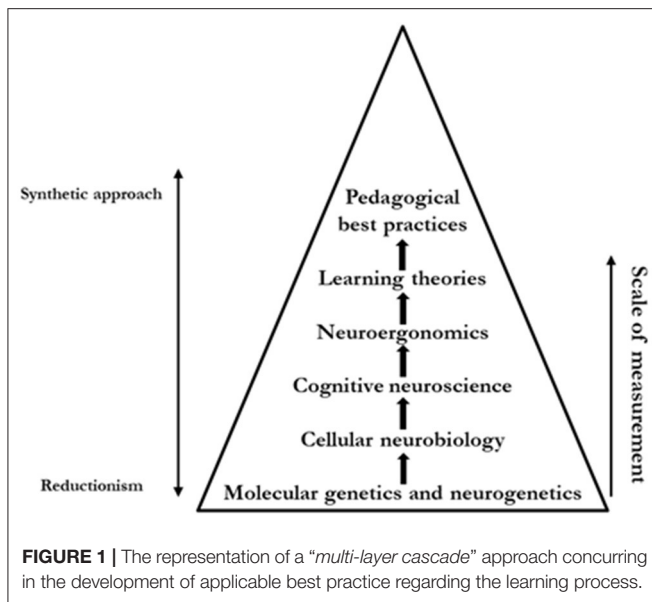 Synthetic approach
Pedagogical
best practices
Learning theories
Neuroergonomics
Cognitive neuroscience
Cellular neurobiology
Reductionism
Molecular genetics and neurogenetics
Scale of measurement
FIGURE 1 | The representation of a “multi-layer cascade” approach concurring
in the development of applicable best practice regarding the learning process.